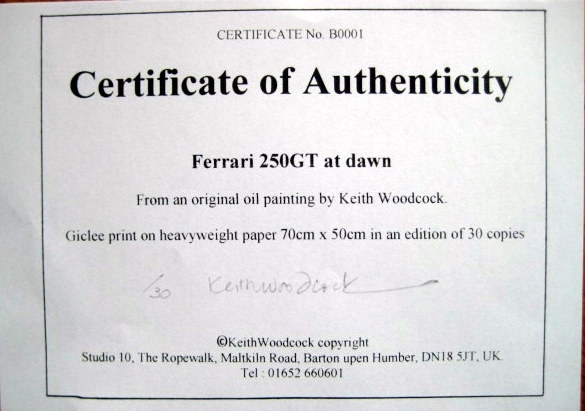 CERTIFICATE No. B0001
Certificate of Authenticity
Ferrari 250GT at dawn
From an original oil painting by Keith Woodcock.
Giclee print on heavyweight paper 70cm x 50cm in an edition of 30 copies
/30 Keithwoodcock
©KeithWoodcock copyright
Studio 10, The Ropewalk, Maltkiln Road, Barton upen Humber, DN18 5JT, UK.
Tel : 01652 660601